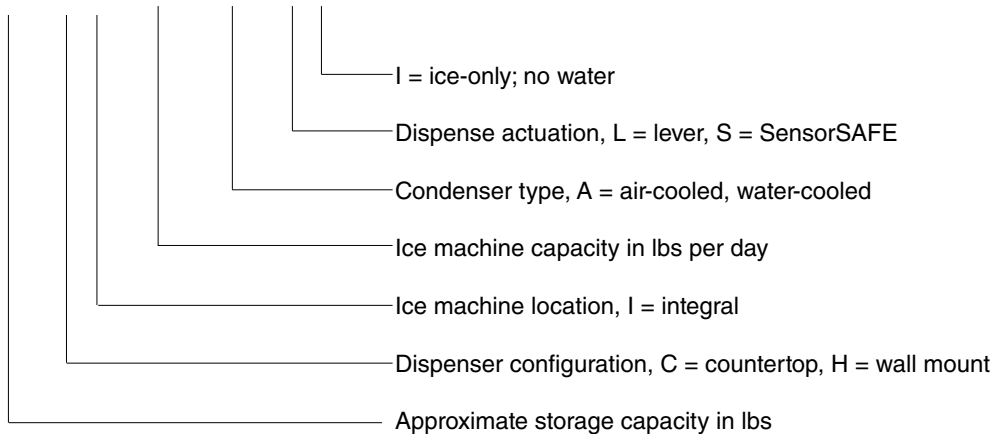 I = ice-only; no water
Dispense actuation, L = lever, S = SensorSAFE
Condenser type, A = air-cooled, water-cooled
Ice machine capacity in lbs per day
Ice machine location, I = integral
Dispenser configuration, C = countertop, H = wall mount
Approximate storage capacity in lbs